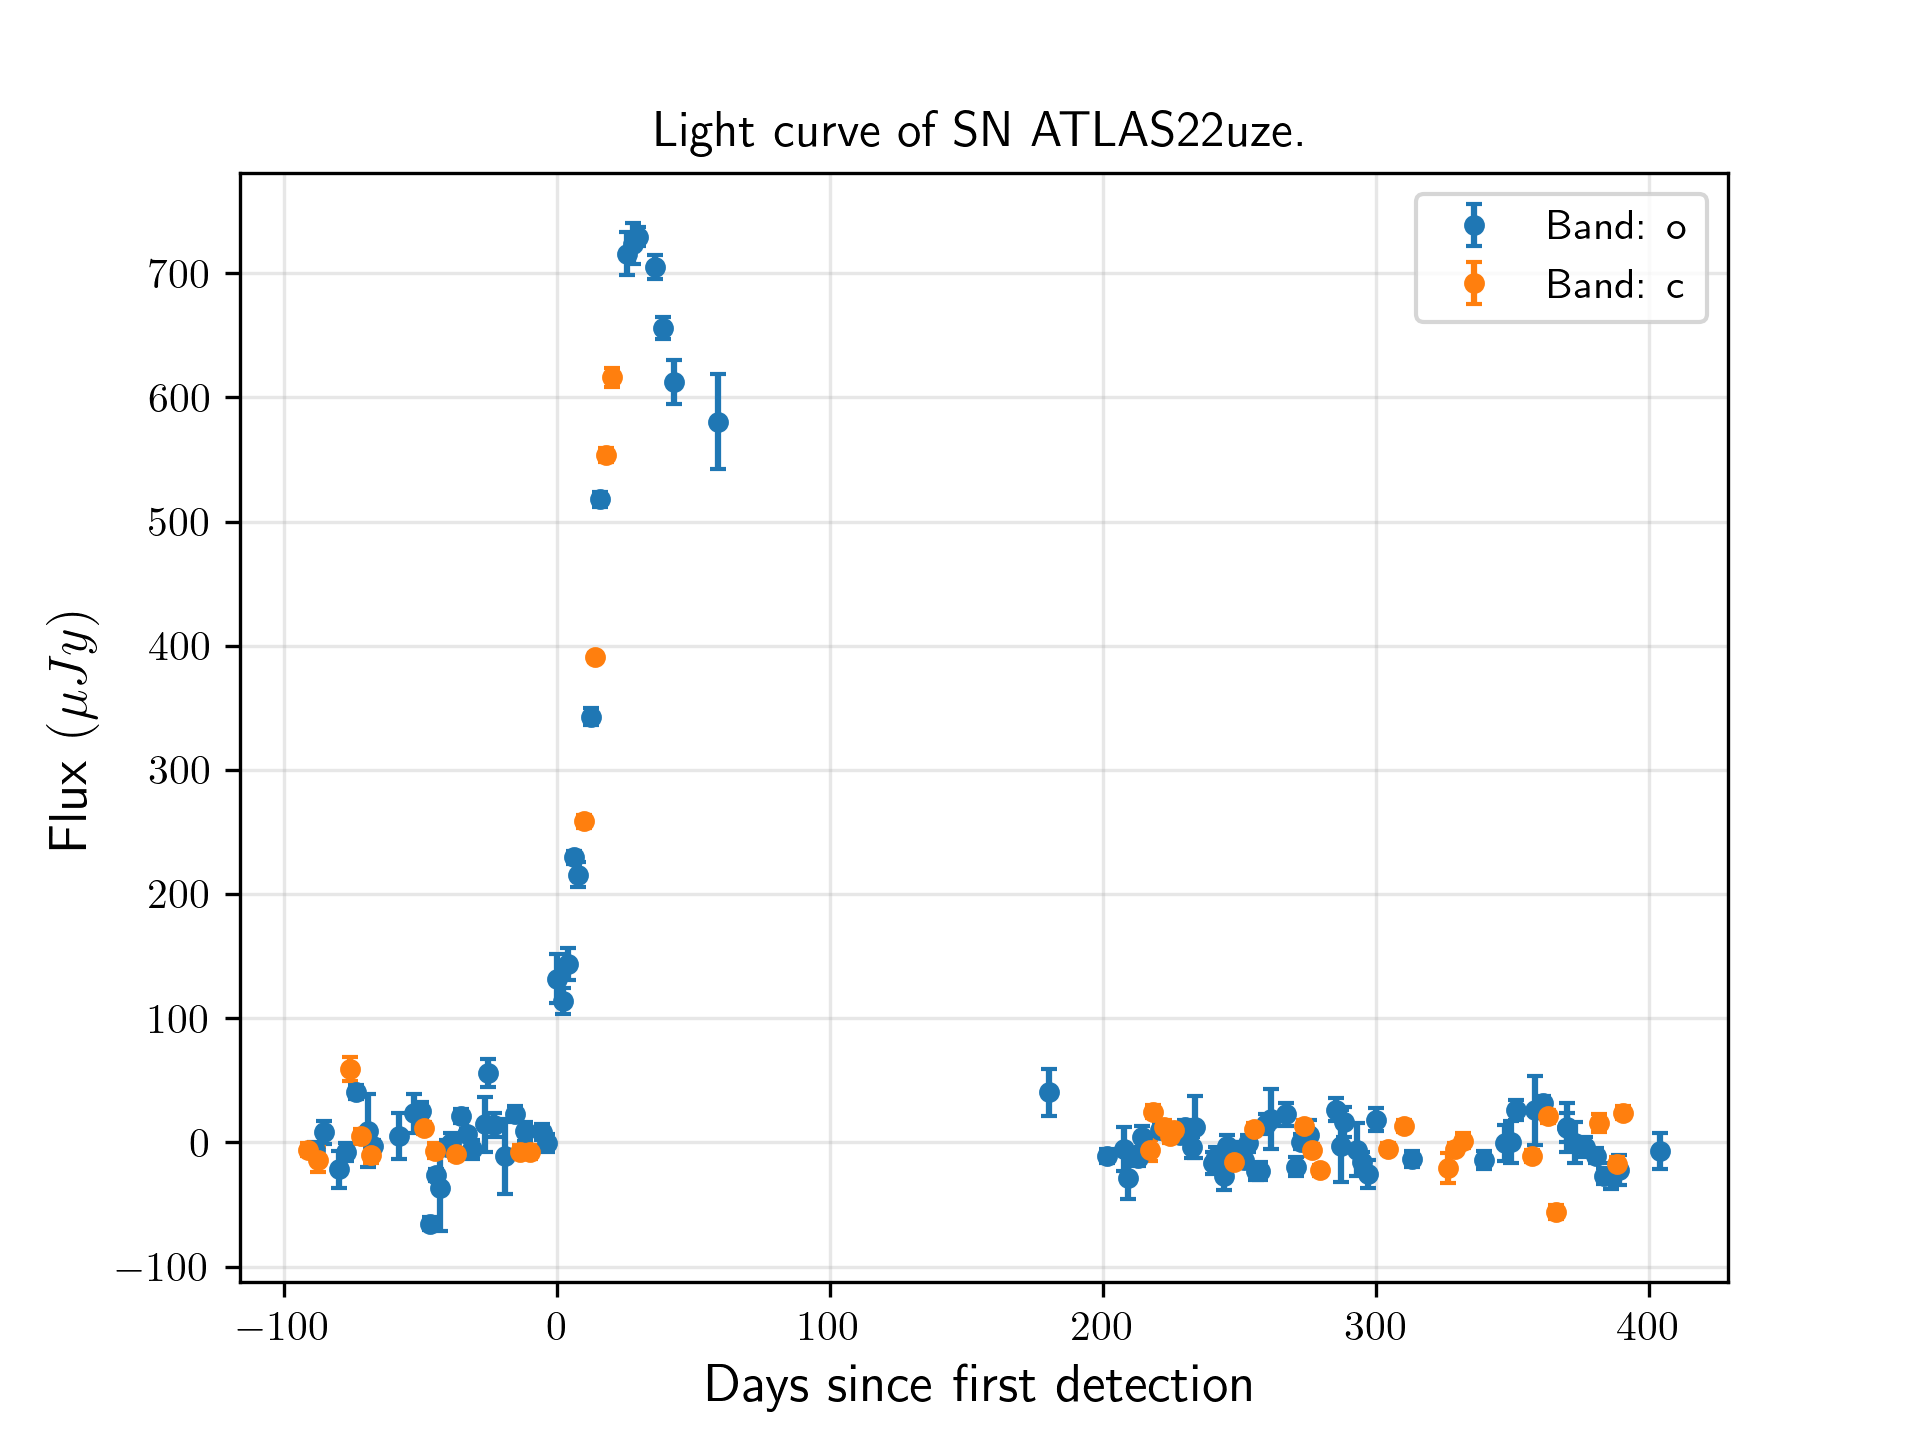 Light curve of SN ATLAS22uze.
Band: o
Band: c
Flux (μJy)
700
600
500
400
300
200
100
0
−100
−100 0 100 200 300 400
Days since first detection